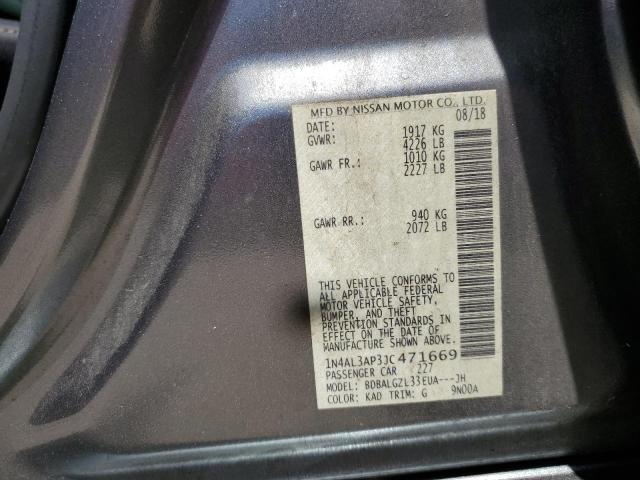 MFD BY NISSAN MOTOR CO., LTD.
DATE: 08/18
GVWR: 1917 KG
4226 LB
GAWR FR.: 1010 KG
2227 LB
GAWR RR.: 940 KG
2072 LB
THIS VEHICLE CONFORMS TO
ALL APPLICABLE FEDERAL
MOTOR VEHICLE SAFETY,
BUMPER, AND THEFT
PREVENTION STANDARDS IN
EFFECT ON THE DATE OF
MANUFACTURE SHOWN ABOVE.
1N4AL3AP3JC471669
PASSENGER CAR 227
MODEL: BDBALGZL33EUA---JH
COLOR: KAD TRIM: G 9N00A